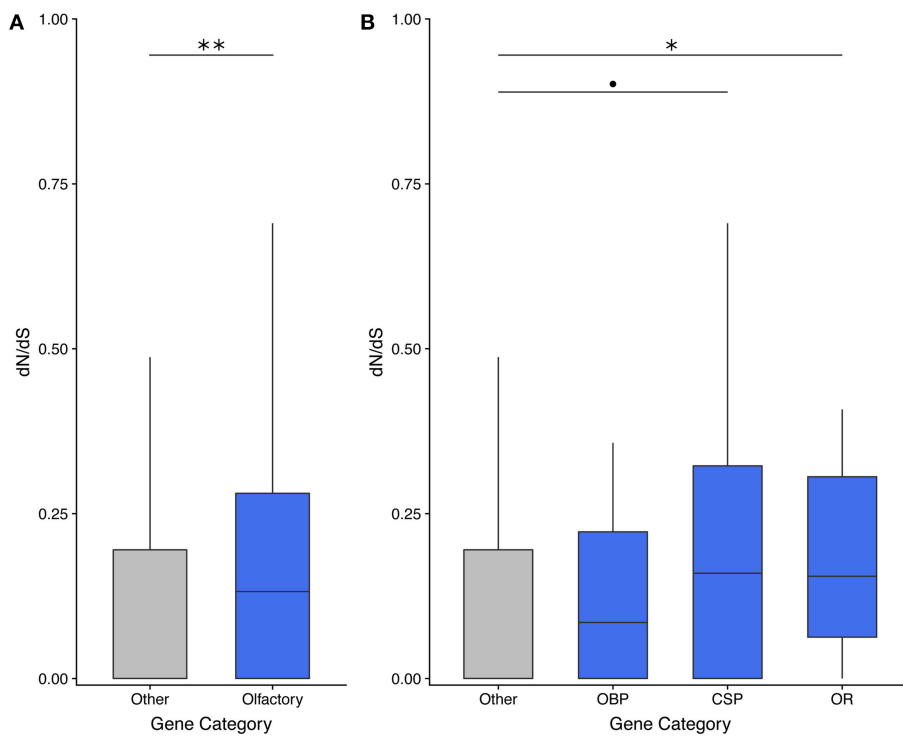 A
1.00
0.75
0.50
0.25
0.00
dN/dS
**
Other Olfactory
Gene Category
B
1.00
0.75
0.50
0.25
0.00
dN/dS
*
•
Other OBP CSP OR
Gene Category